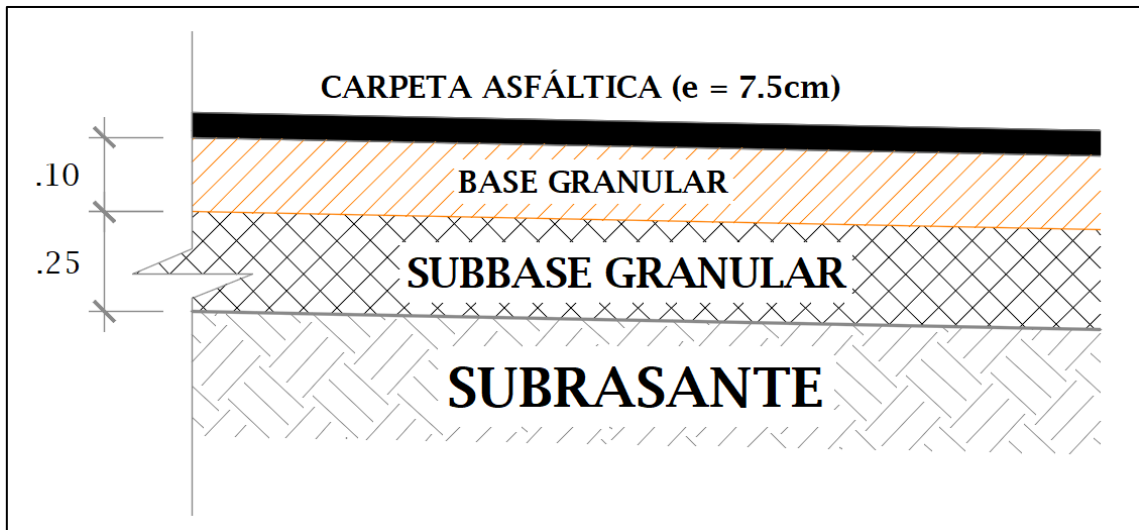 CARPETA ASFÁLTICA (e = 7.5cm)
.10
BASE GRANULAR
.25
SUBBASE GRANULAR
SUBRASANTE